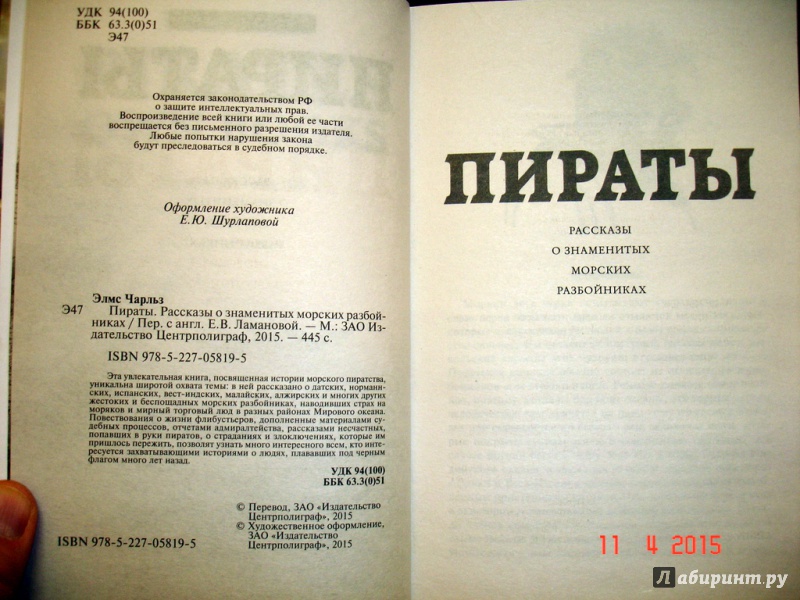 УДК 94(100)
ББК 63.3(0)51
Э47
Охраняется законодательством РФ
о защите интеллектуальных прав.
Воспроизведение всей книги или любой ее части
воспрещается без письменного разрешения издателя.
Любые попытки нарушения закона
будут преследоваться в судебном порядке.
Оформление художника
Е.Ю. Шурлаповой
Элмс Чарльз
Э47 Пираты. Рассказы о знаменитых морских разбой-
никах / Пер. с англ. Е.В. Ламановой. — М.: ЗАО Из-
дательство Центрполиграф, 2015. — 445 с.
ISBN 978-5-227-05819-5
Эта увлекательная книга, посвященная истории морского пиратства,
уникальна широтой охвата темы: в ней рассказано о датских, норманн-
ских, испанских, вест-индских, малайских, алжирских и многих других
жестоких и беспощадных морских разбойниках, наводивших страх на
моряков и мирный торговый люд в разных районах Мирового океана.
Повествования о жизни флибустьеров, дополненные материалами су-
дебных процессов, отчетами адмиралтейства, рассказами несчастных,
попавших в руки пиратов, о страданиях и злоключениях, которые им
пришлось пережить, позволят узнать много интересного всем, кто инте-
ресуется захватывающими историями о людях, плававших под черным
флагом много лет назад.
УДК 94(100)
ББК 63.3(0)51
© Перевод, ЗАО «Издательство
Центрполиграф», 2015
© Художественное оформление,
ЗАО «Издательство
Центрполиграф», 2015
ISBN 978-5-227-05819-5
ПИРАТЫ
РАССКАЗЫ
О ЗНАМЕНИТЫХ
МОРСКИХ
РАЗБОЙНИКАХ
11 4 2015
Лабиринт.ру